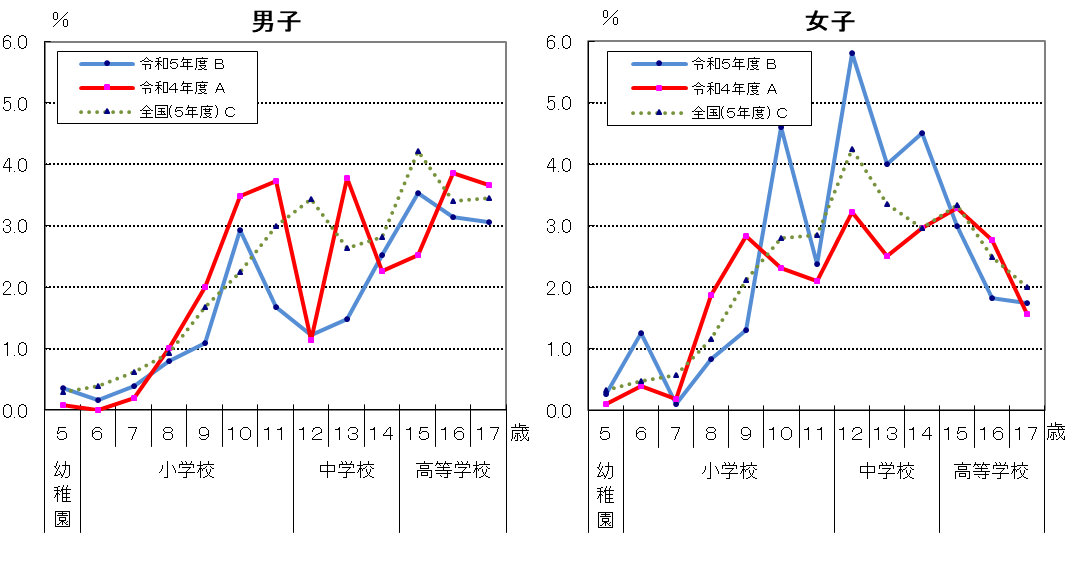 ％
男子
6.0
5.0
4.0
3.0
2.0
1.0
0.0
令和５年度 B
令和４年度 A
全国(５年度) C
５ ６ ７ ８ ９ 10 11 12 13 14 15 16 17 歳
幼稚園 小学校 中学校 高等学校
％
女子
6.0
5.0
4.0
3.0
2.0
1.0
0.0
令和５年度 B
令和４年度 A
全国(５年度) C
５ ６ ７ ８ ９ 10 11 12 13 14 15 16 17 歳
幼稚園 小学校 中学校 高等学校